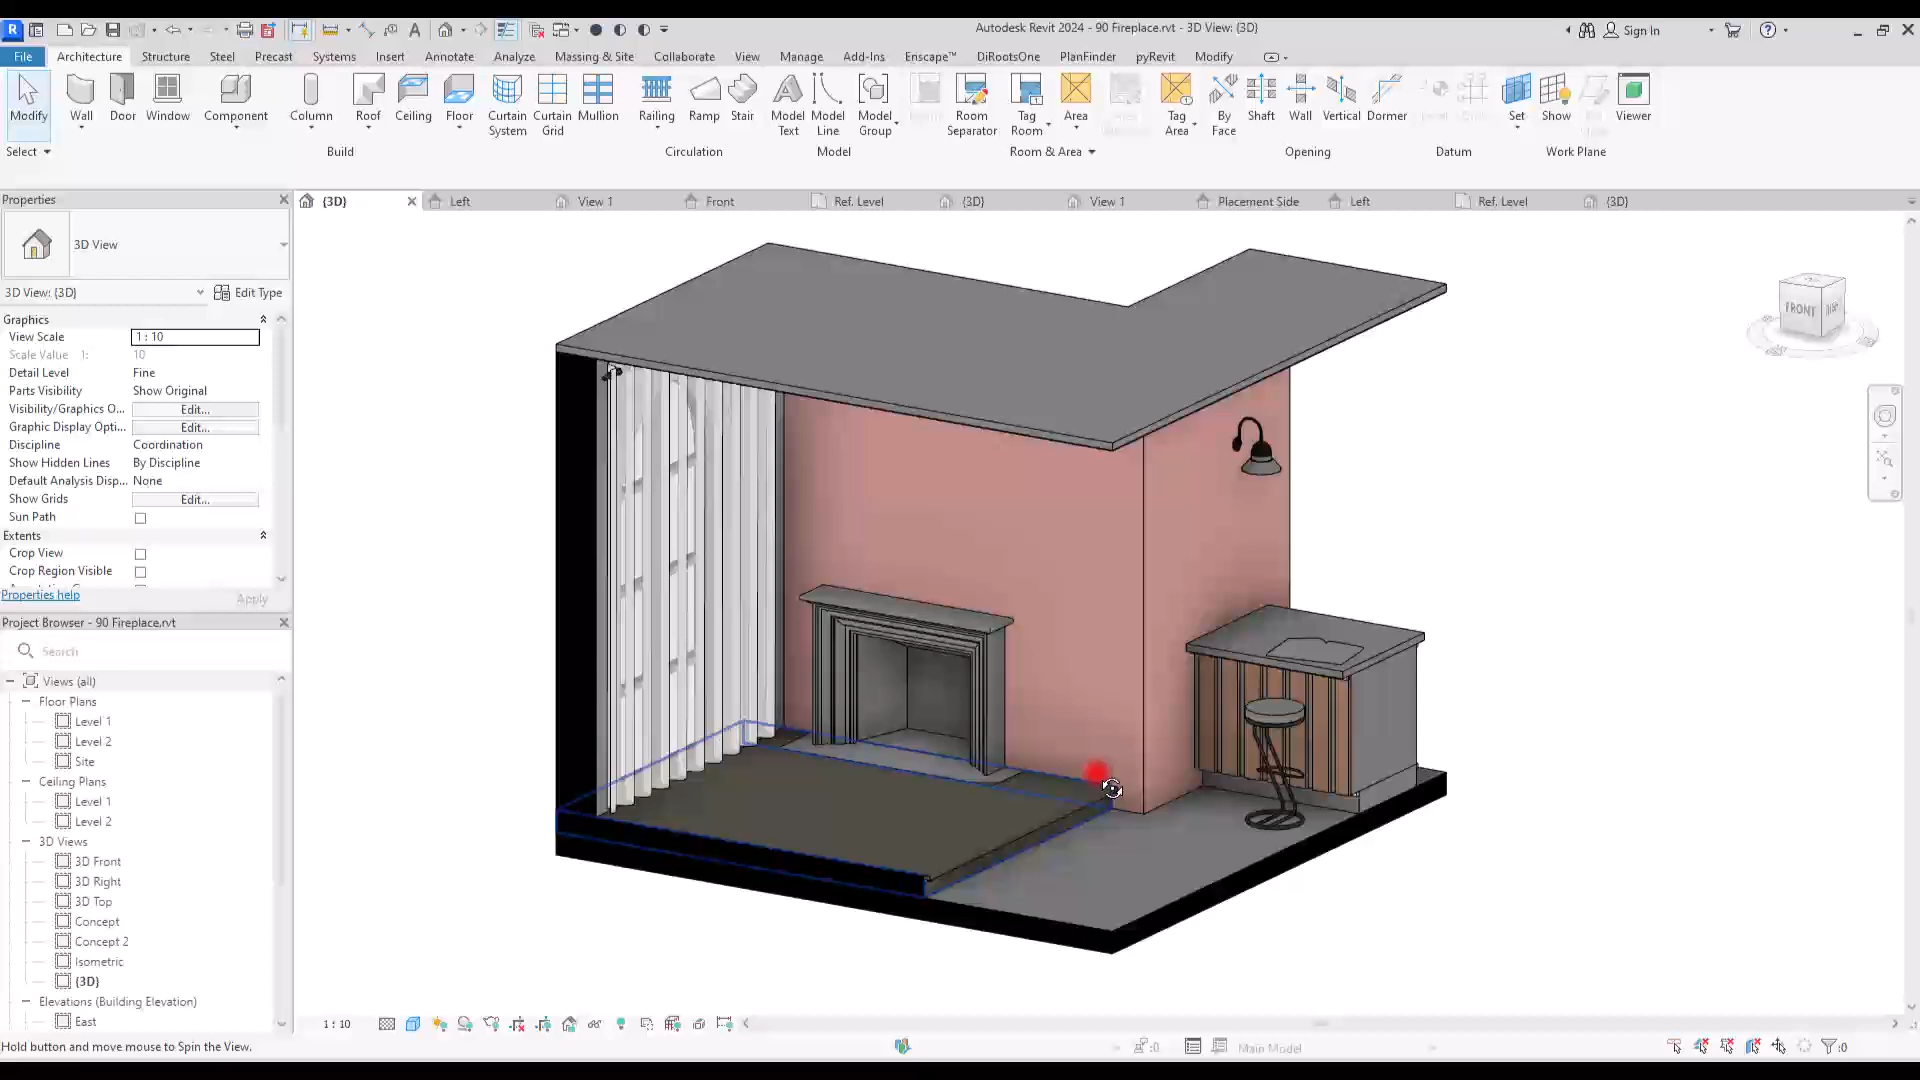 Autodesk Revit 2024 - 90 Fireplace.rvt - 3D View: {3D}
Sign In
File Architecture Structure Steel Precast Systems Insert Annotate Analyze Massing & Site Collaborate View Manage Add-Ins Enscape™ DiRootsOne PlanFinder pyRevit Modify
Modify Wall Door Window Component Column Roof Ceiling Floor Curtain System Curtain Grid Mullion Railing Ramp Stair Model Text Model Line Model Group Room Separator Tag Room Area Tag Area By Face Shaft Wall Vertical Dormer Set Show Viewer
Select Build Circulation Model Room & Area Opening Datum Work Plane
Properties
{3D} Left View 1 Front Ref. Level {3D} View 1 Placement Side Left Ref. Level {3D}
3D View
3D View: {3D} Edit Type
Graphics
View Scale 1 : 10
Scale Value 1: 10
Detail Level Fine
Parts Visibility Show Original
Visibility/Graphics O... Edit...
Graphic Display Opti... Edit...
Discipline Coordination
Show Hidden Lines By Discipline
Default Analysis Disp... None
Show Grids Edit...
Sun Path
Extents
Crop View
Crop Region Visible
Properties help Apply
Project Browser - 90 Fireplace.rvt
Search
Views (all)
Floor Plans
Level 1
Level 2
Site
Ceiling Plans
Level 1
Level 2
3D Views
3D Front
3D Right
3D Top
Concept
Concept 2
Isometric
{3D}
Elevations (Building Elevation)
East
FRONT
1 : 10
Hold button and move mouse to Spin the View.
:0
Main Model
:0